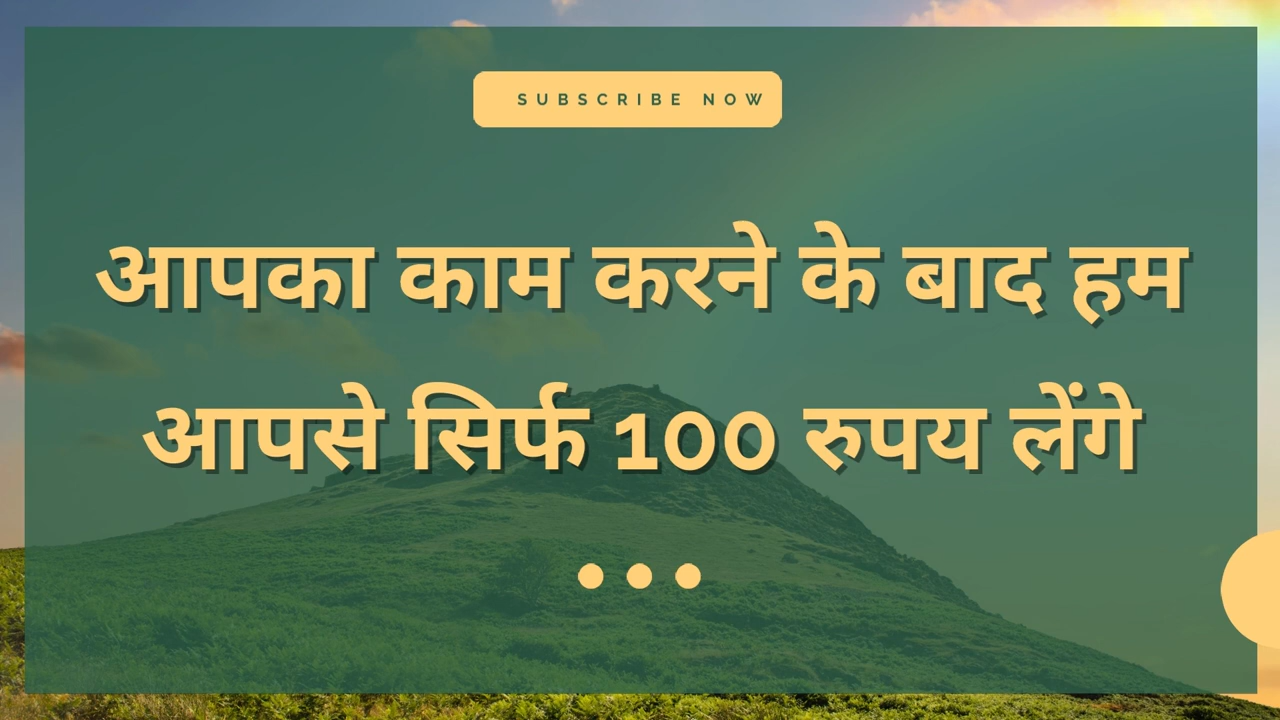 SUBSCRIBE NOW
आपका काम करने के बाद हम
आपसे सिर्फ 100 रुपय लेंगे